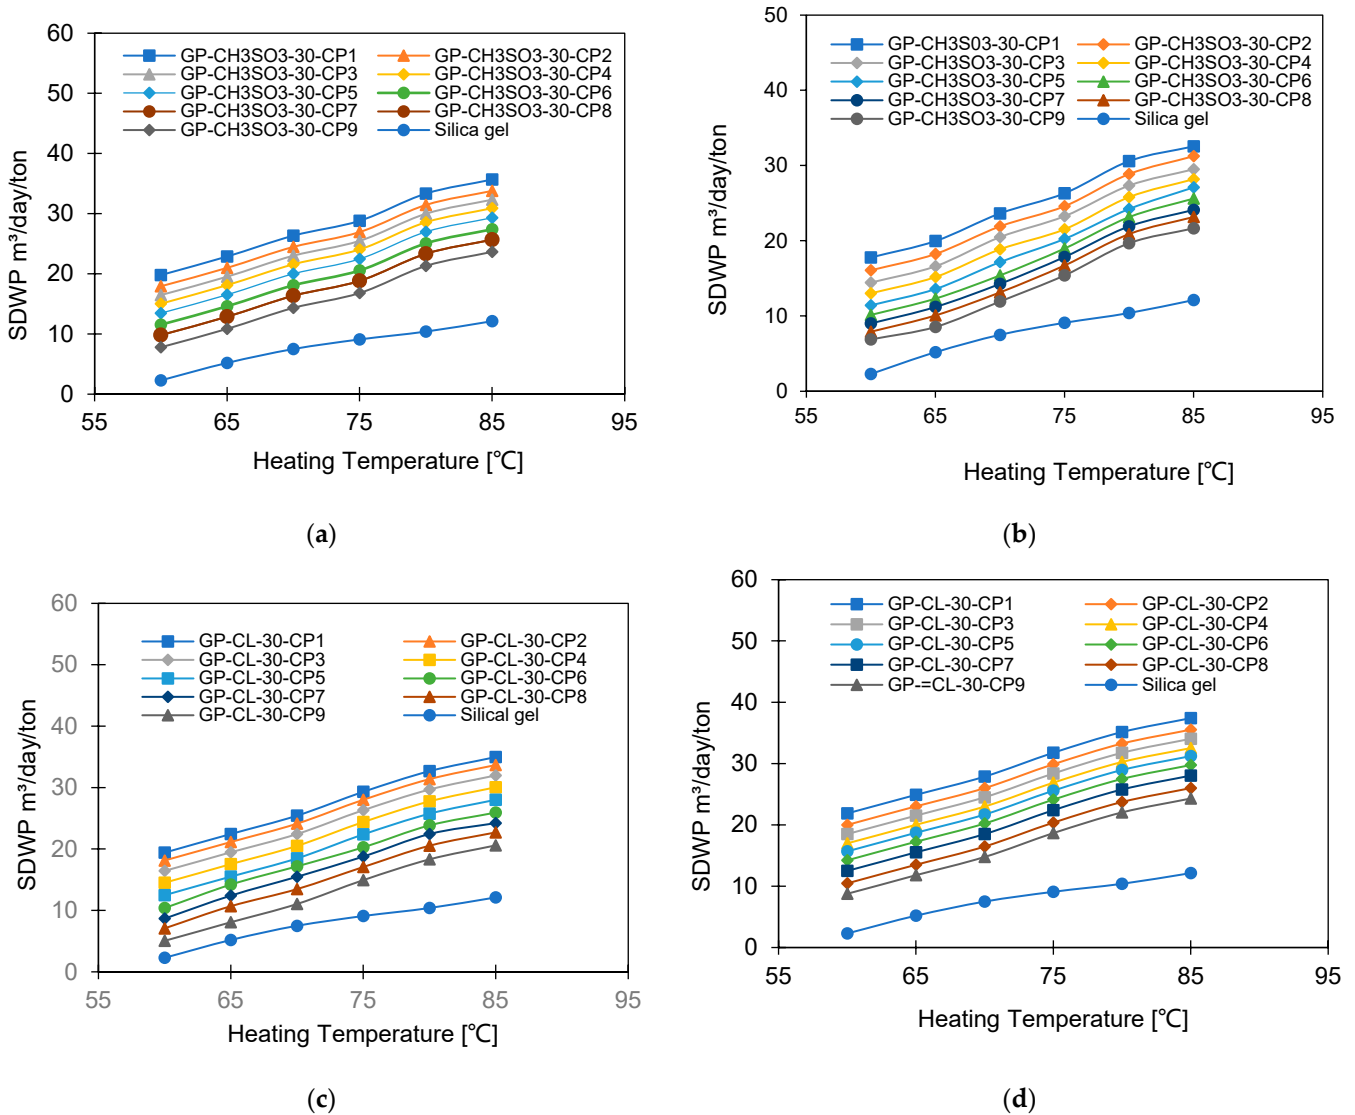 60
50
40
30
20
10
0
SDWP m³/day/ton
GP-CH3SO3-30-CP1
GP-CH3SO3-30-CP2
GP-CH3SO3-30-CP3
GP-CH3SO3-30-CP4
GP-CH3SO3-30-CP5
GP-CH3SO3-30-CP6
GP-CH3SO3-30-CP7
GP-CH3SO3-30-CP8
GP-CH3SO3-30-CP9
Silica gel
55 65 75 85 95
Heating Temperature [℃]
(a)
50
40
30
20
10
0
SDWP m³/day/ton
GP-CH3S03-30-CP1
GP-CH3SO3-30-CP2
GP-CH3SO3-30-CP3
GP-CH3SO3-30-CP4
GP-CH3SO3-30-CP5
GP-CH3SO3-30-CP6
GP-CH3SO3-30-CP7
GP-CH3SO3-30-CP8
GP-CH3SO3-30-CP9
Silica gel
55 65 75 85 95
Heating Temperature [℃]
(b)
60
50
40
30
20
10
0
SDWP m³/day/ton
GP-CL-30-CP1
GP-CL-30-CP2
GP-CL-30-CP3
GP-CL-30-CP4
GP-CL-30-CP5
GP-CL-30-CP6
GP-CL-30-CP7
GP-CL-30-CP8
GP-CL-30-CP9
Silical gel
55 65 75 85 95
Heating Temperature [℃]
(c)
60
50
40
30
20
10
0
SDWP m³/day/ton
GP-CL-30-CP1
GP-CL-30-CP2
GP-CL-30-CP3
GP-CL-30-CP4
GP-CL-30-CP5
GP-CL-30-CP6
GP-CL-30-CP7
GP-CL-30-CP8
GP-=CL-30-CP9
Silica gel
55 65 75 85 95
Heating Temperature [℃]
(d)